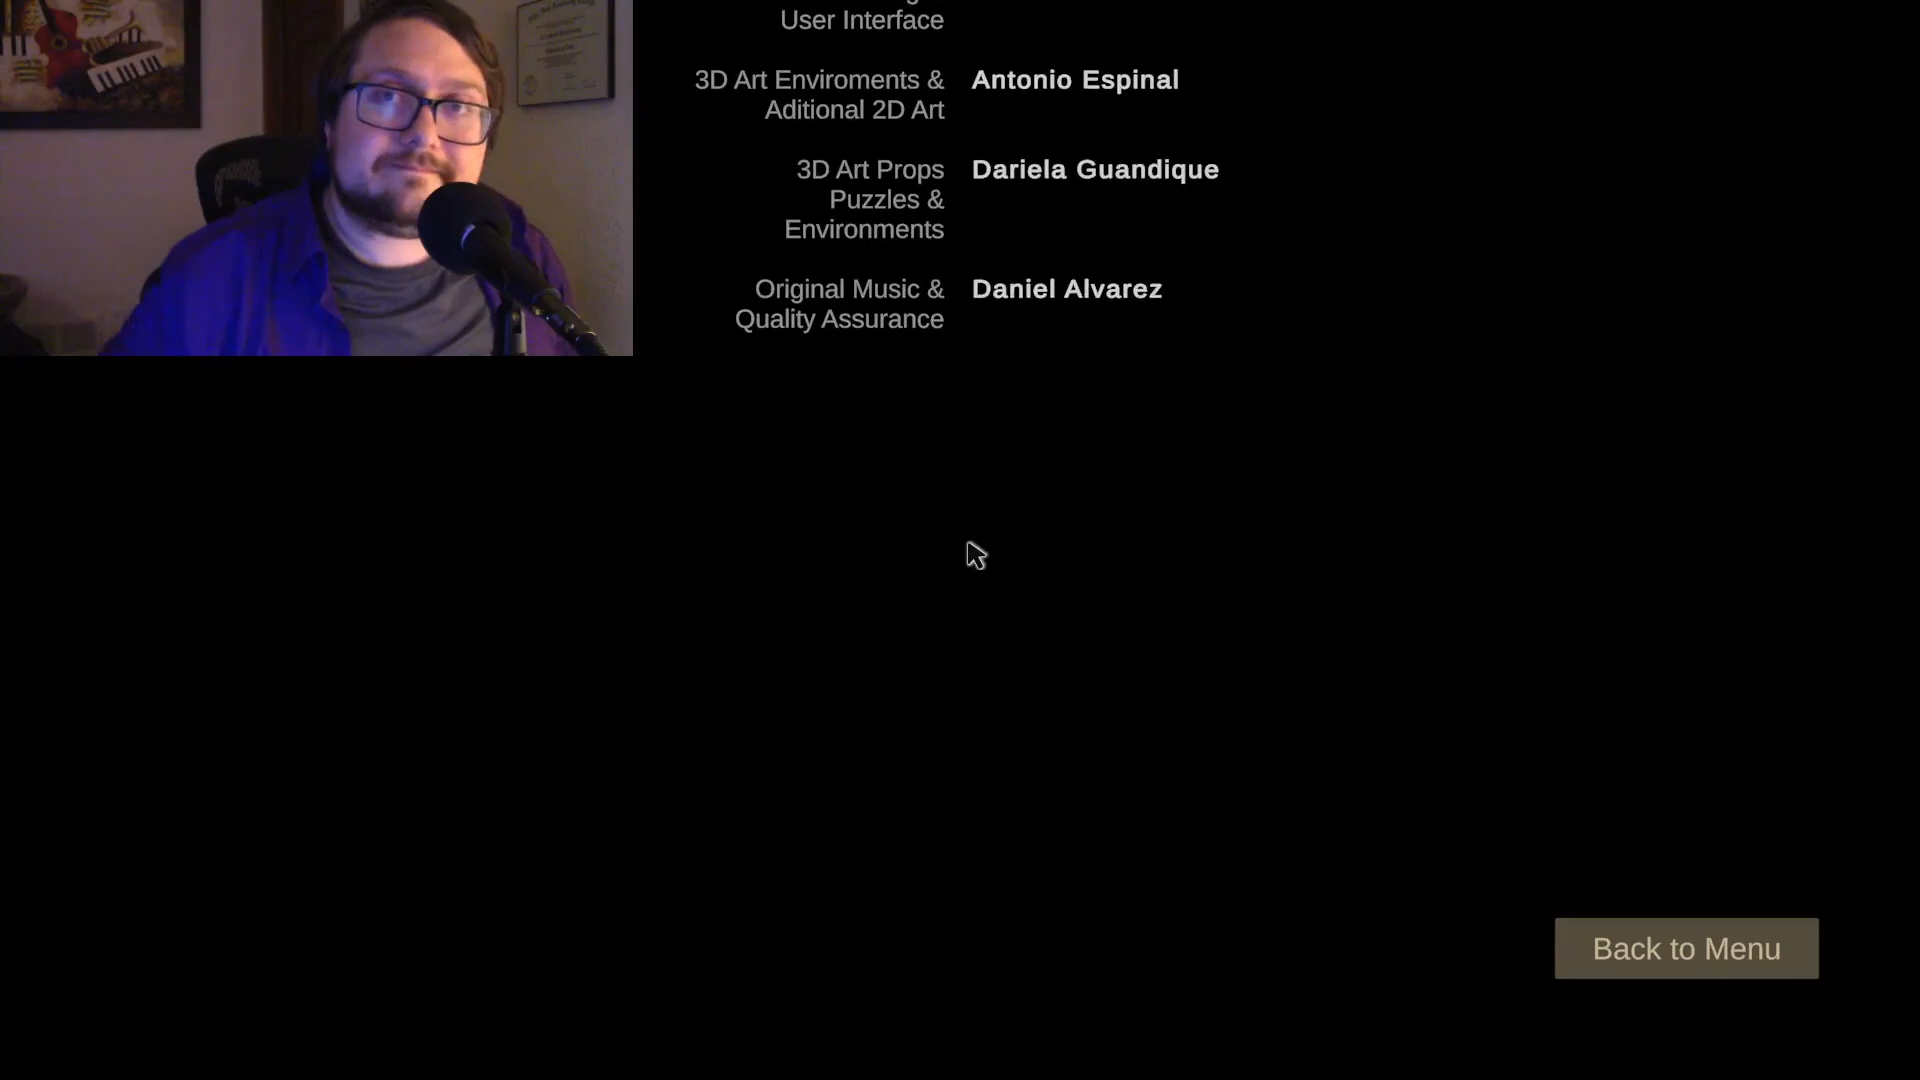 User Interface
3D Art Enviroments &
Aditional 2D Art
Antonio Espinal
3D Art Props
Puzzles &
Environments
Dariela Guandique
Original Music &
Quality Assurance
Daniel Alvarez
Back to Menu